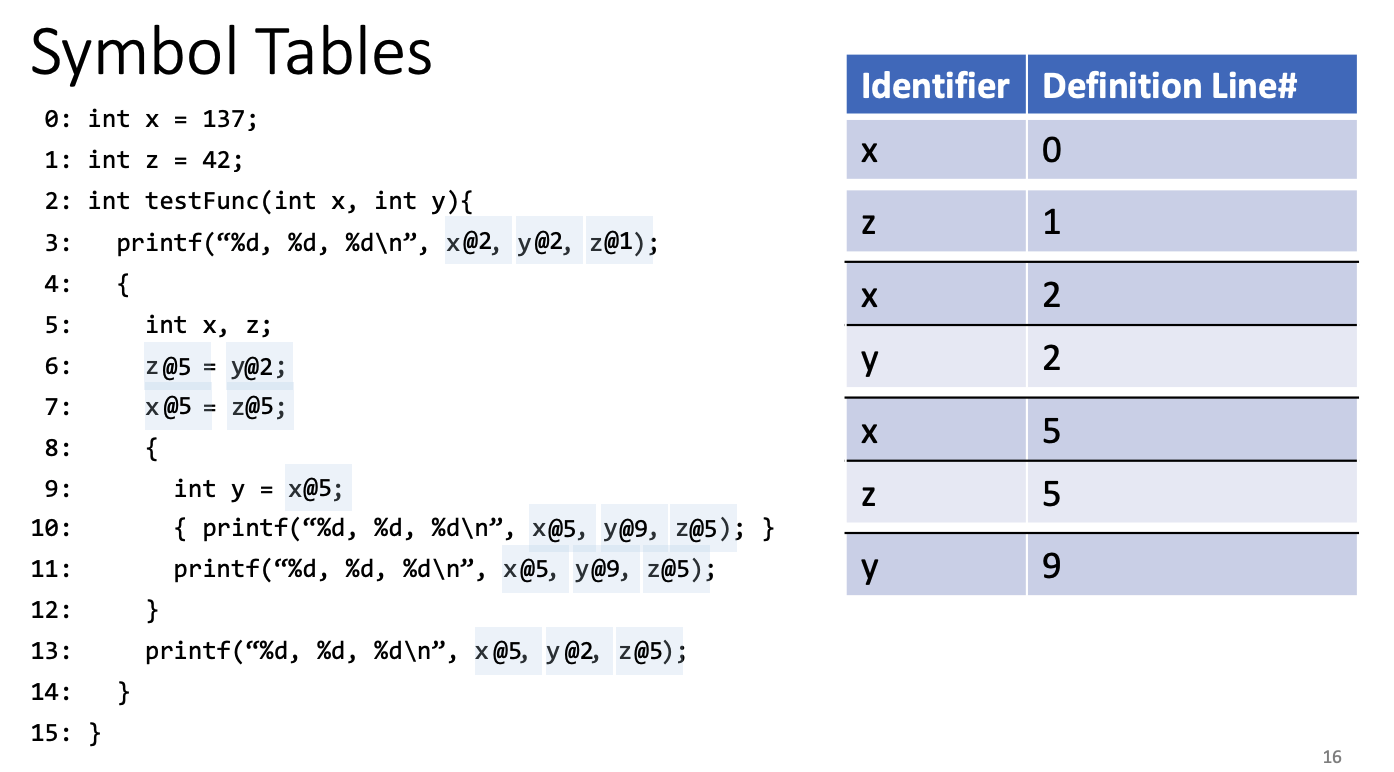 Symbol Tables
0: int x = 137;
1: int z = 42;
2: int testFunc(int x, int y){
3: printf(“%d, %d, %d\n”, x@2, y@2, z@1);
4: {
5: int x, z;
6: z@5 = y@2;
7: x@5 = z@5;
8: {
9: int y = x@5;
10: { printf(“%d, %d, %d\n”, x@5, y@9, z@5); }
11: printf(“%d, %d, %d\n”, x@5, y@9, z@5);
12: }
13: printf(“%d, %d, %d\n”, x@5, y@2, z@5);
14: }
15: }
Identifier Definition Line#
x 0
z 1
x 2
y 2
x 5
z 5
y 9
16